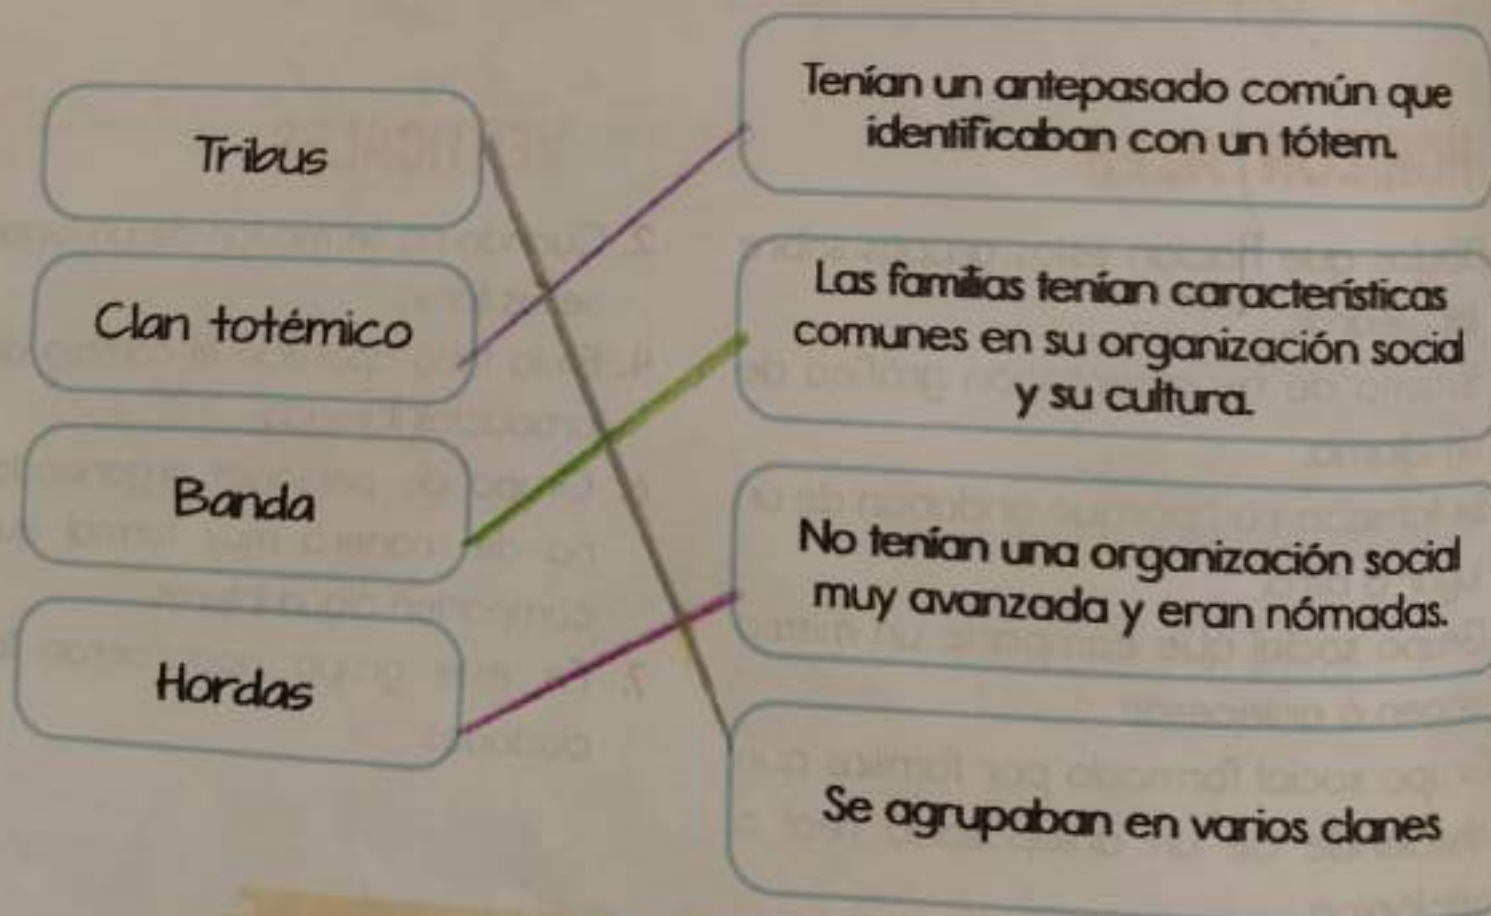 Tribus
Clan totémico
Banda
Hordas
Tenían un antepasado común que
identificaban con un tótem.
Las familias tenían características
comunes en su organización social
y su cultura.
No tenían una organización social
muy avanzada y eran nómadas.
Se agrupaban en varios clanes